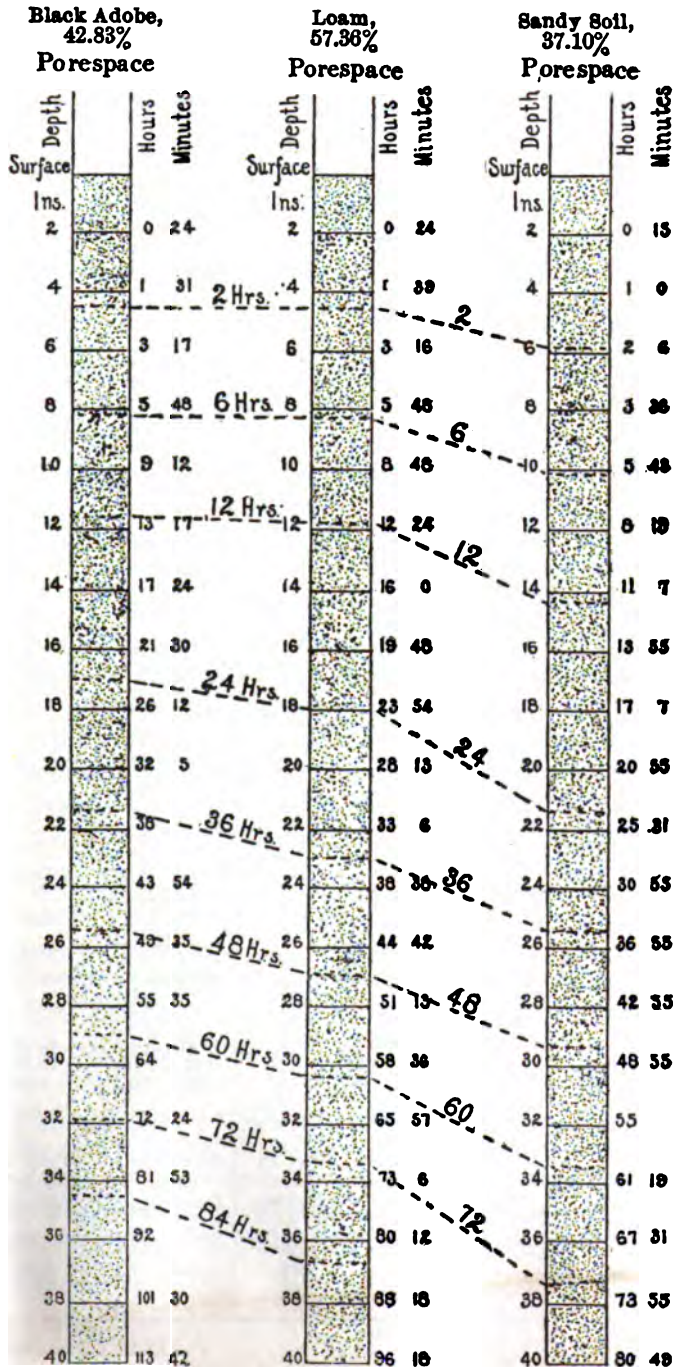 Black Adobe,
42.83%
Porespace
Loam,
57.36%
Porespace
Sandy Soil,
37.10%
Porespace
Depth Hours Minutes Depth Hours Minutes Depth Hours Minutes
Surface Surface Surface
Ins. Ins. Ins.
2 0 24 2 0 24 2 0 15
4 1 31 2 Hrs. 4 1 39 2 4 1 0
6 3 17 6 3 16 6 2 6
8 5 48 6 Hrs. 8 5 48 6 8 3 36
10 9 12 10 8 48 10 5 48
12 13 17 12 Hrs. 12 12 24 12 12 8 19
14 17 24 14 16 0 14 11 7
16 21 30 16 19 48 16 13 55
18 26 12 24 Hrs. 18 23 54 24 18 17 7
20 32 5 20 28 13 20 20 55
22 36 Hrs. 22 33 6 22 25 31
24 43 54 24 38 36 36 24 30 55
26 48 Hrs. 26 44 42 26 36 55
28 55 35 28 51 13 48 28 42 35
30 64 60 Hrs. 30 58 36 30 48 55
32 72 24 72 Hrs. 32 65 57 60 32 55
34 81 53 34 73 6 34 61 19
36 92 84 Hrs. 36 80 12 72 36 67 31
38 101 30 38 88 18 38 73 55
40 113 42 40 96 18 40 80 49